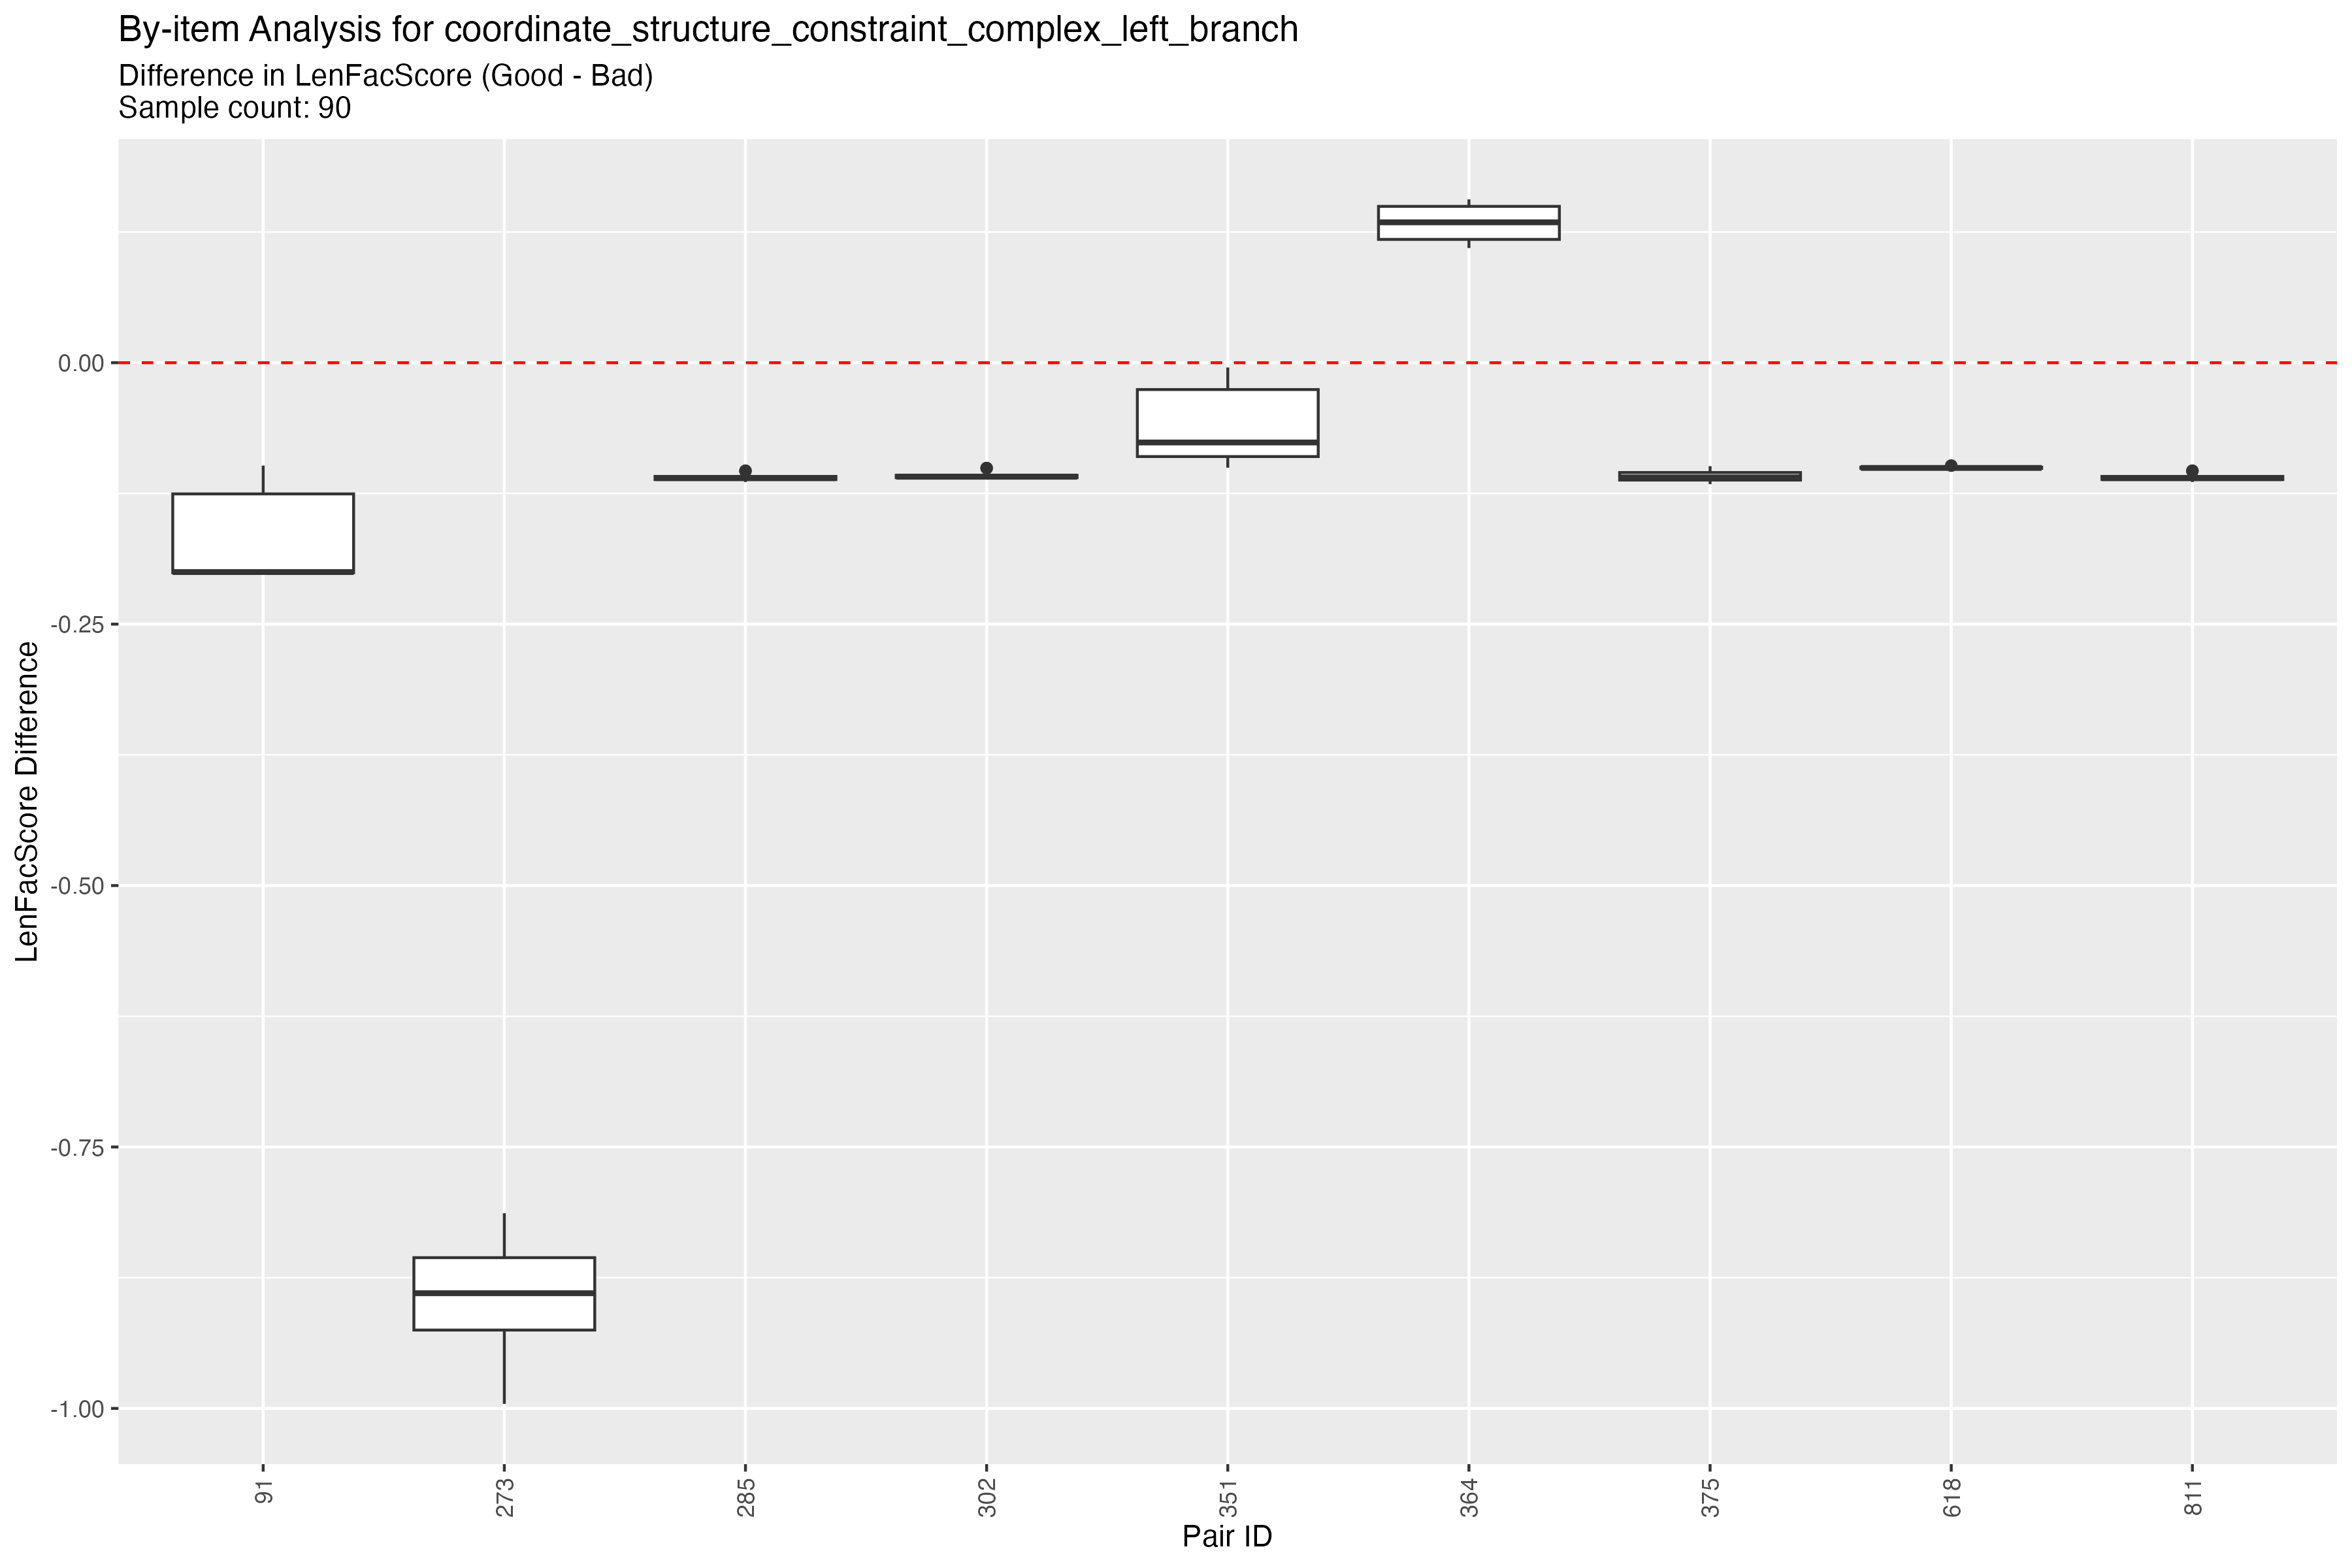 By-item Analysis for coordinate_structure_constraint_complex_left_branch
Difference in LenFacScore (Good - Bad)
Sample count: 90
LenFacScore Difference
0.00
-0.25
-0.50
-0.75
-1.00
91
273
285
302
351
364
375
618
811
Pair ID